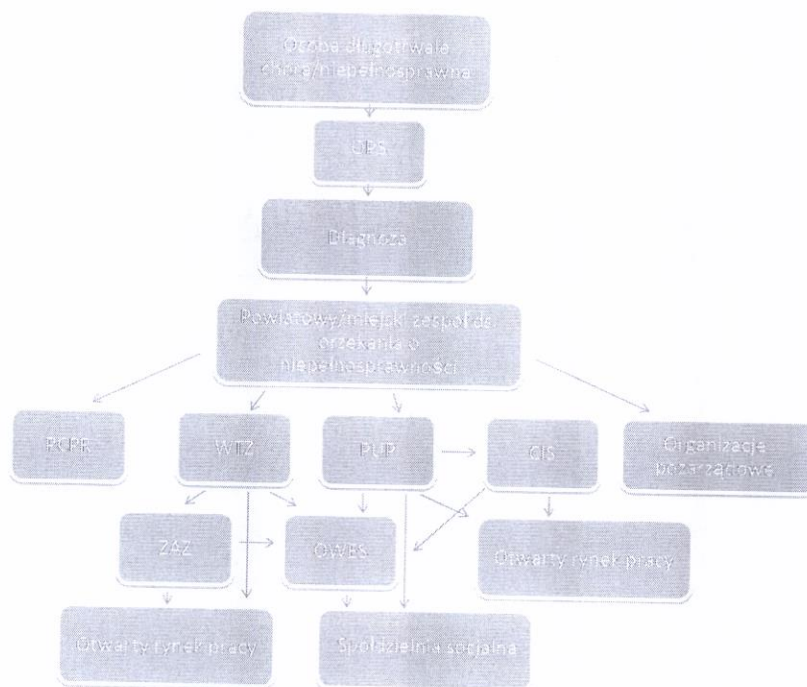 Osoba długotrwale
chora/niepełnosprawna
OPS
Diagnoza
Powiatowy/miejski zespół ds.
orzekania o
niepełnosprawności
PCPR
WTZ
PUP
CIS
Organizacje
pozarządowe
ZAZ
OWES
Otwarty rynek pracy
Otwarty rynek pracy
Spółdzielnia socjalna